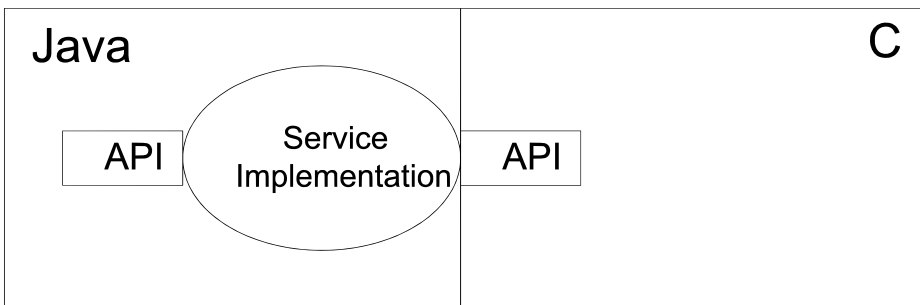 Java
C
API
Service
Implementation
API